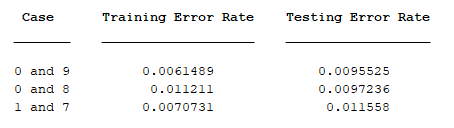 Case Training Error Rate Testing Error Rate
0 and 9 0.0061489 0.0095525
0 and 8 0.011211 0.0097236
1 and 7 0.0070731 0.011558